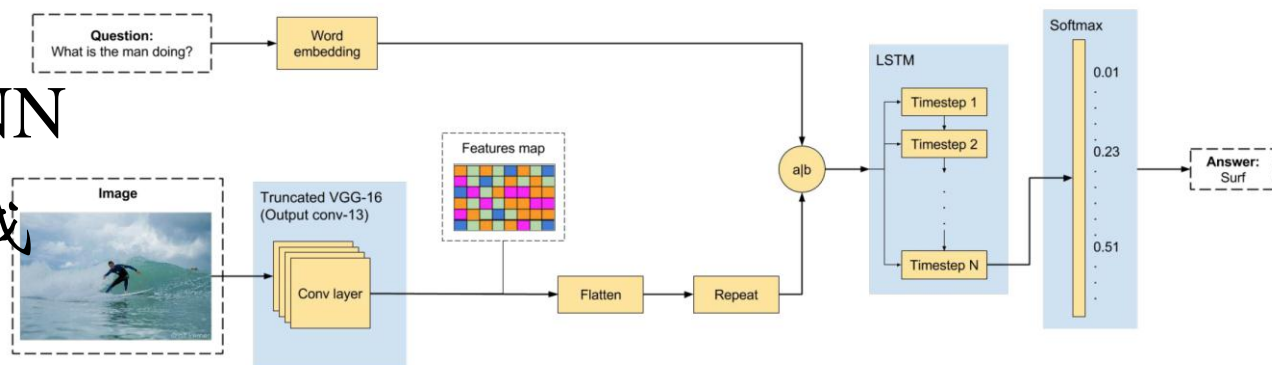 Question:
What is the man doing?
Word
embedding
LSTM
Softmax
Timestep 1
Timestep 2
.
.
.
Timestep N
0.01
.
.
.
.
0.23
.
.
.
.
.
0.51
.
.
.
a|b
Answer:
Surf
NN
Image
Truncated VGG-16
(Output conv-13)
Conv layer
Features map
Flatten
Repeat